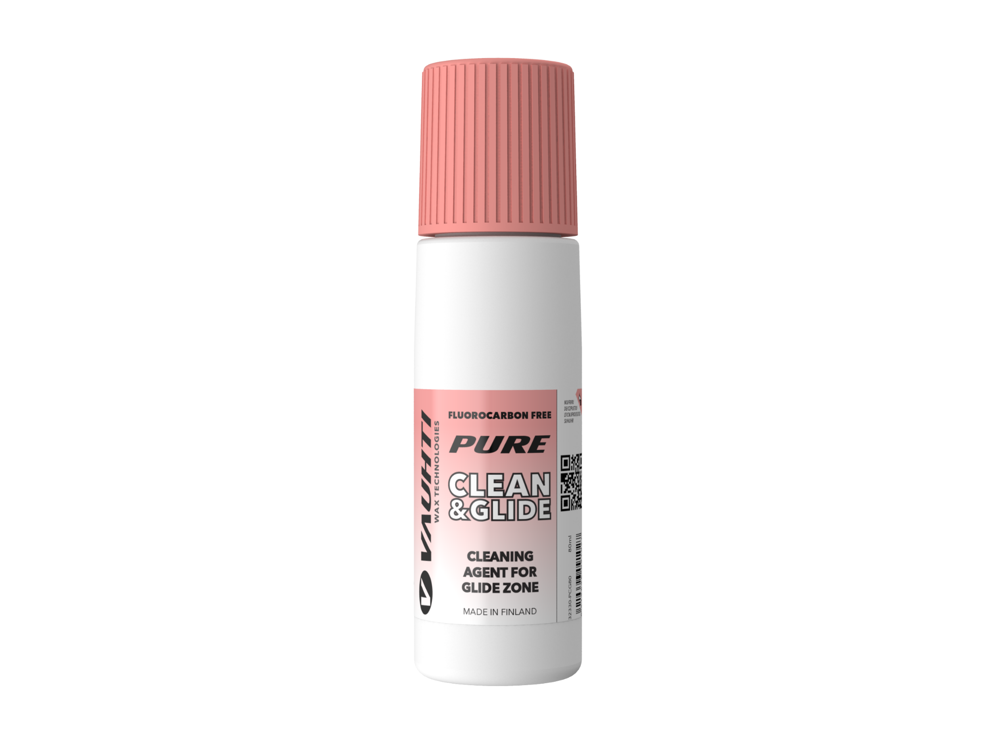 FLUOROCARBON FREE
PURE
CLEAN
&GLIDE
CLEANING
AGENT FOR
GLIDE ZONE
MADE IN FINLAND
VAUHTI
WAX TECHNOLOGIES
80ml
32330-PCG80